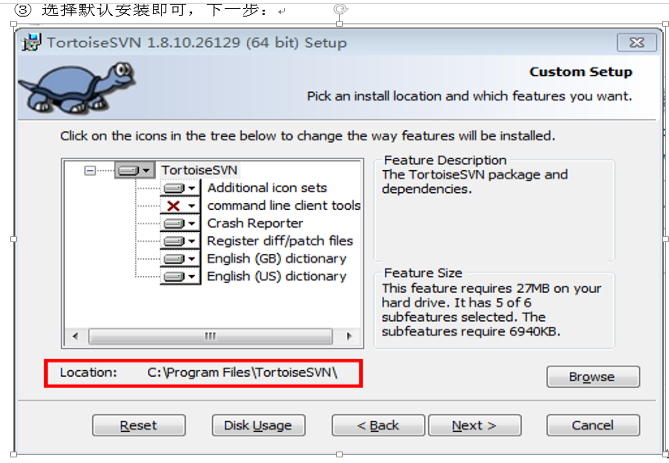 ③ 选择默认安装即可，下一步：
TortoiseSVN 1.8.10.26129 (64 bit) Setup
Custom Setup
Pick an install location and which features you want.
Click on the icons in the tree below to change the way features will be installed.
TortoiseSVN
Additional icon sets
command line client tools
Crash Reporter
Register diff/patch files
English (GB) dictionary
English (US) dictionary
Feature Description
The TortoiseSVN package and
dependencies.
Feature Size
This feature requires 27MB on your
hard drive. It has 5 of 6
subfeatures selected. The
subfeatures require 6940KB.
Location: C:\Program Files\TortoiseSVN\
Browse
Reset Disk Usage < Back Next > Cancel